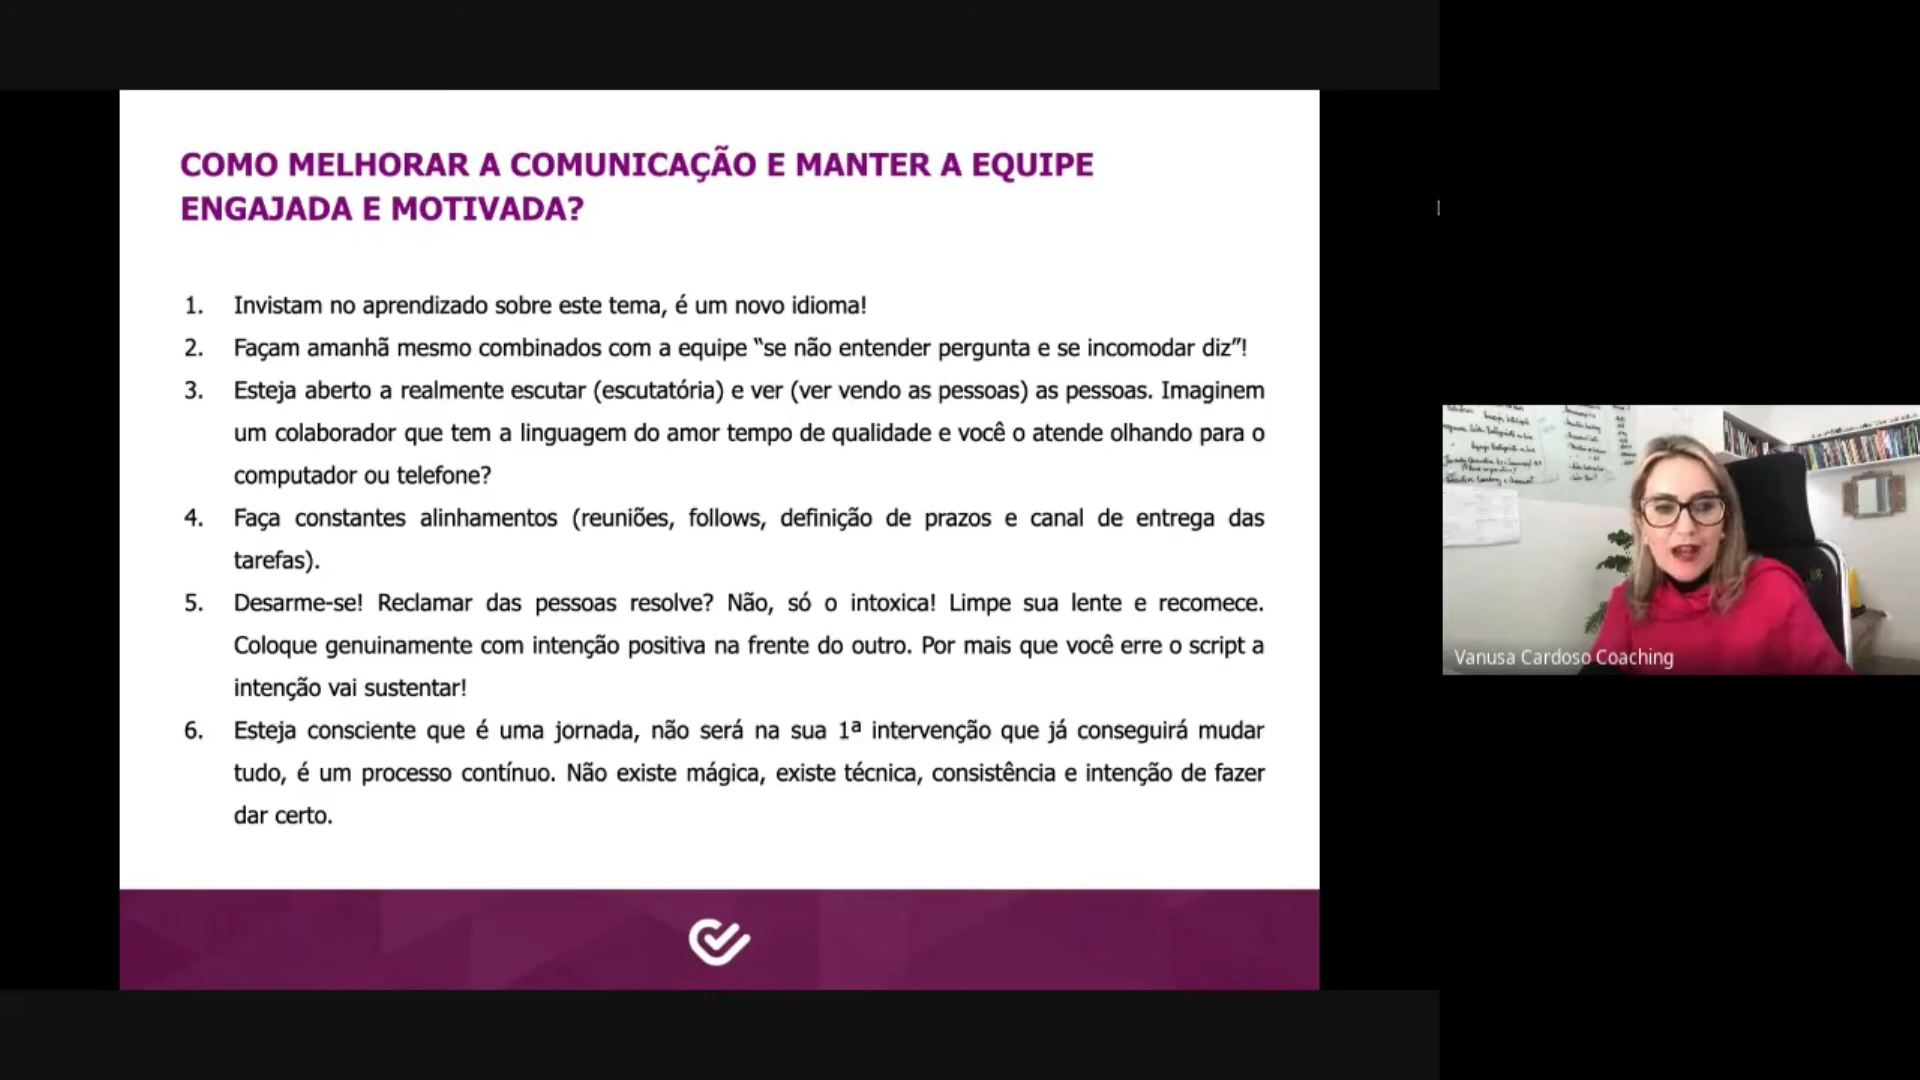 COMO MELHORAR A COMUNICAÇÃO E MANTER A EQUIPE
ENGAJADA E MOTIVADA?
1. Invistam no aprendizado sobre este tema, é um novo idioma!
2. Façam amanhã mesmo combinados com a equipe “se não entender pergunta e se incomodar diz”!
3. Esteja aberto a realmente escutar (escutatória) e ver (ver vendo as pessoas) as pessoas. Imaginem
um colaborador que tem a linguagem do amor tempo de qualidade e você o atende olhando para o
computador ou telefone?
4. Faça constantes alinhamentos (reuniões, follows, definição de prazos e canal de entrega das
tarefas).
5. Desarme-se! Reclamar das pessoas resolve? Não, só o intoxica! Limpe sua lente e recomece.
Coloque genuinamente com intenção positiva na frente do outro. Por mais que você erre o script a
intenção vai sustentar!
6. Esteja consciente que é uma jornada, não será na sua 1ª intervenção que já conseguirá mudar
tudo, é um processo contínuo. Não existe mágica, existe técnica, consistência e intenção de fazer
dar certo.
Vanusa Cardoso Coaching